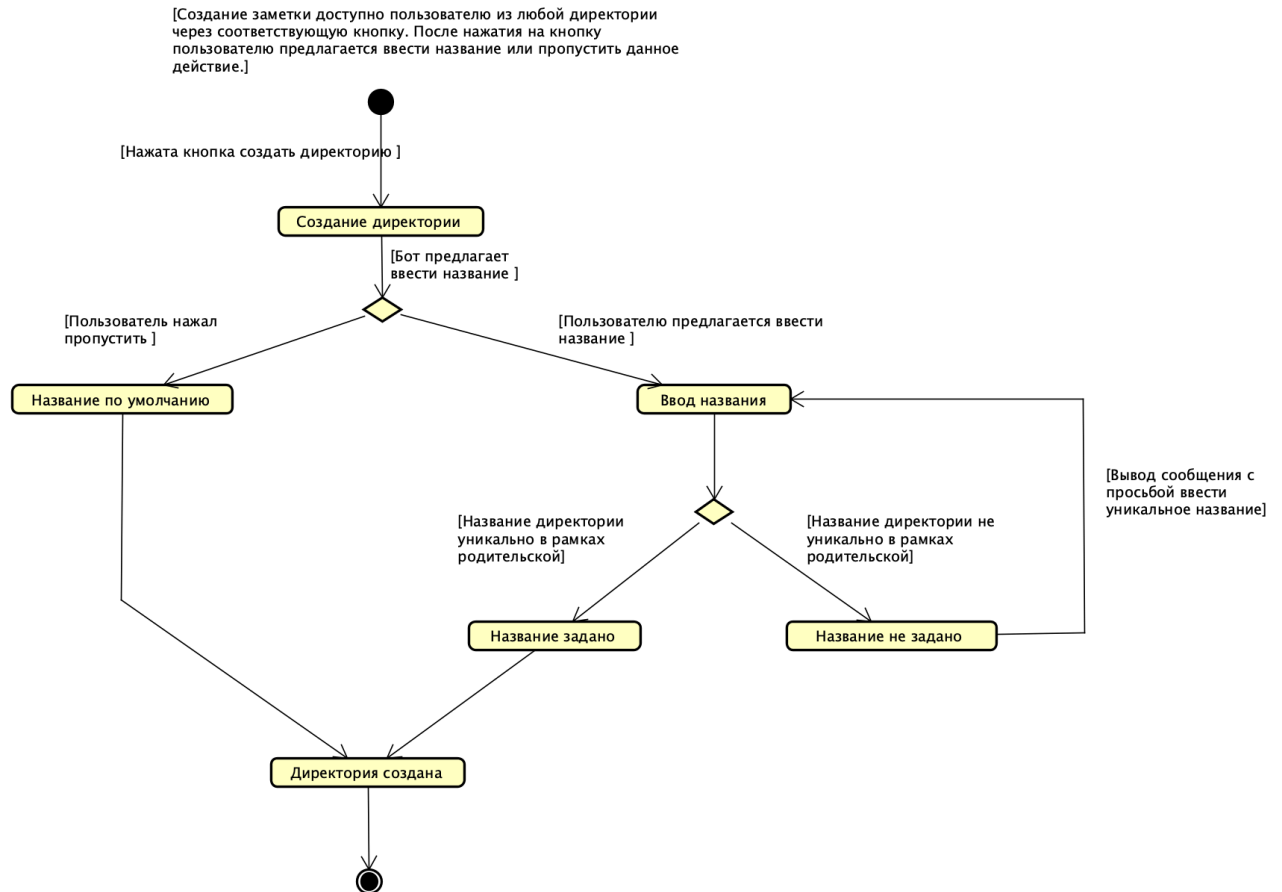 [Создание заметки доступно пользователю из любой директории
через соответствующую кнопку. После нажатия на кнопку
пользователю предлагается ввести название или пропустить данное
действие.]
[Нажата кнопка создать директорию ]
Создание директории
[Бот предлагает
ввести название ]
[Пользователь нажал
пропустить ]
[Пользователю предлагается ввести
название ]
Название по умолчанию
Ввод названия
[Вывод сообщения с
просьбой ввести
уникальное название]
[Название директории
уникально в рамках
родительской]
[Название директории не
уникально в рамках
родительской]
Название задано
Название не задано
Директория создана